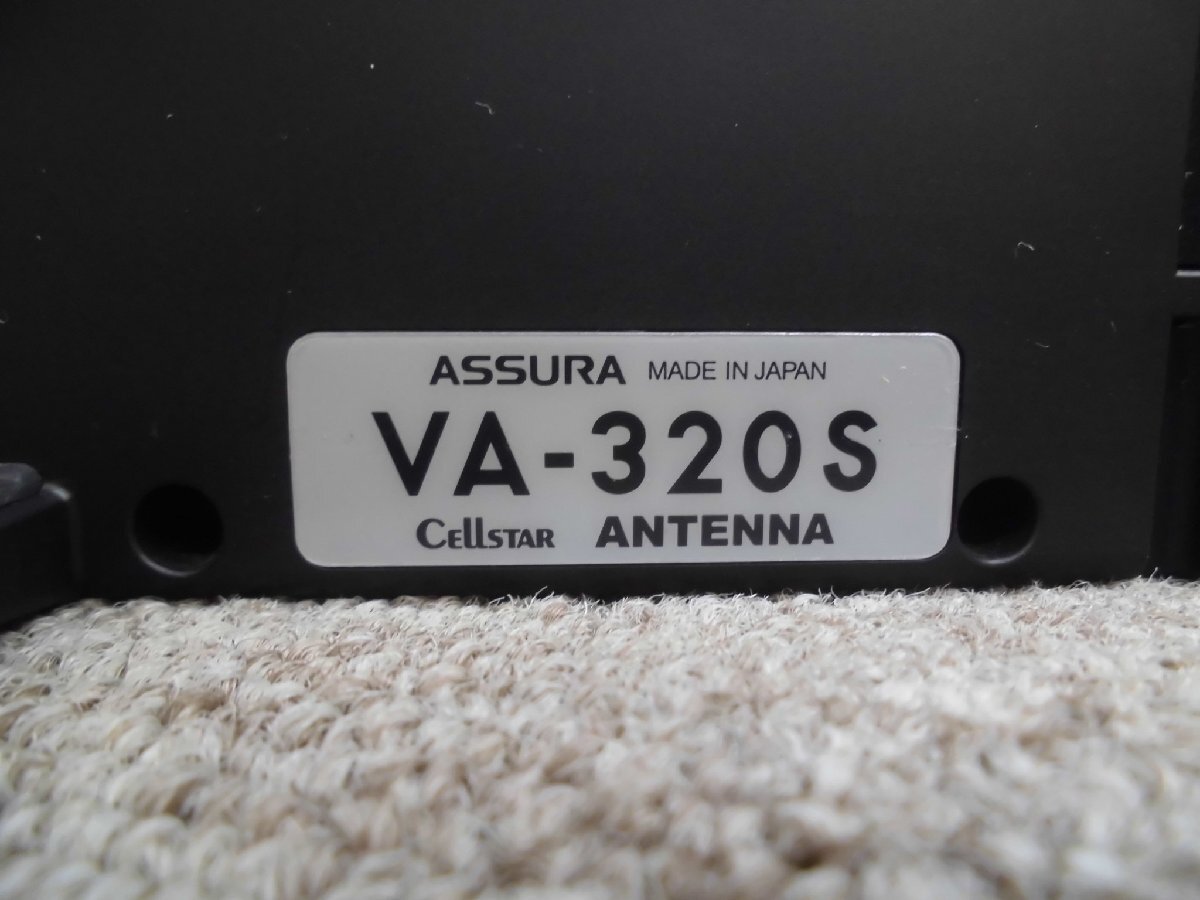 ASSURA MADE IN JAPAN
VA-320S
CELLSTAR ANTENNA